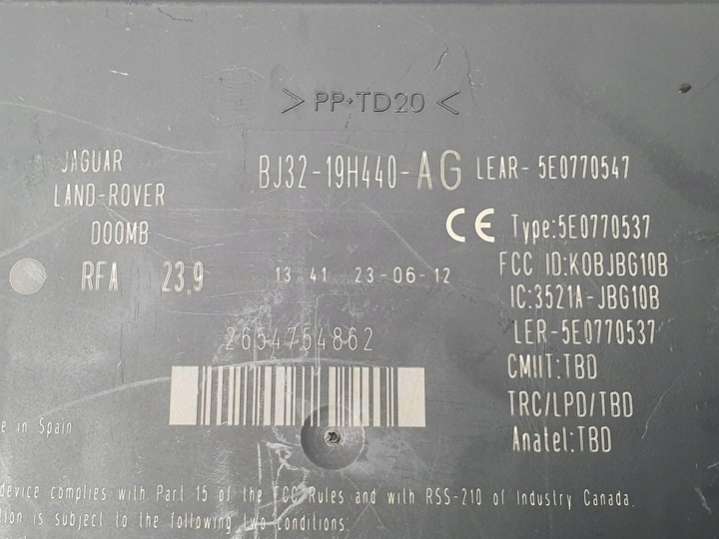 > PP+TD20 <
JAGUAR
LAND-ROVER
D00MB
RFA 23,9
BJ32-19H440-AG LEAR-5E0770547
CE Type:5E0770537
FCC ID:KOBJBG10B
IC:3521A-JBG10B
LER-5E0770537
CMIIT:TBD
TRC/LPD/TBD
Anatel:TBD
13 41 23-06-12
2654754862
in Spain
device complies with Part 15 of the FCC Rules and with RSS-210 of Industry Canada.
is subject to the following two conditions: